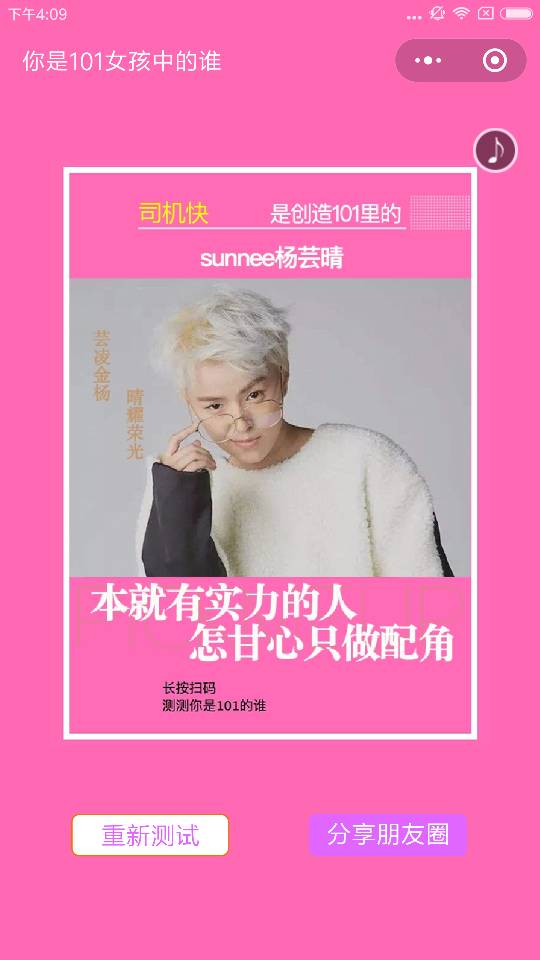 下午4:09
你是101女孩中的谁
司机快 是创造101里的
sunnee杨芸晴
芸凌金杨
晴耀荣光
本就有实力的人
怎甘心只做配角
长按扫码
测测你是101的谁
重新测试 分享朋友圈